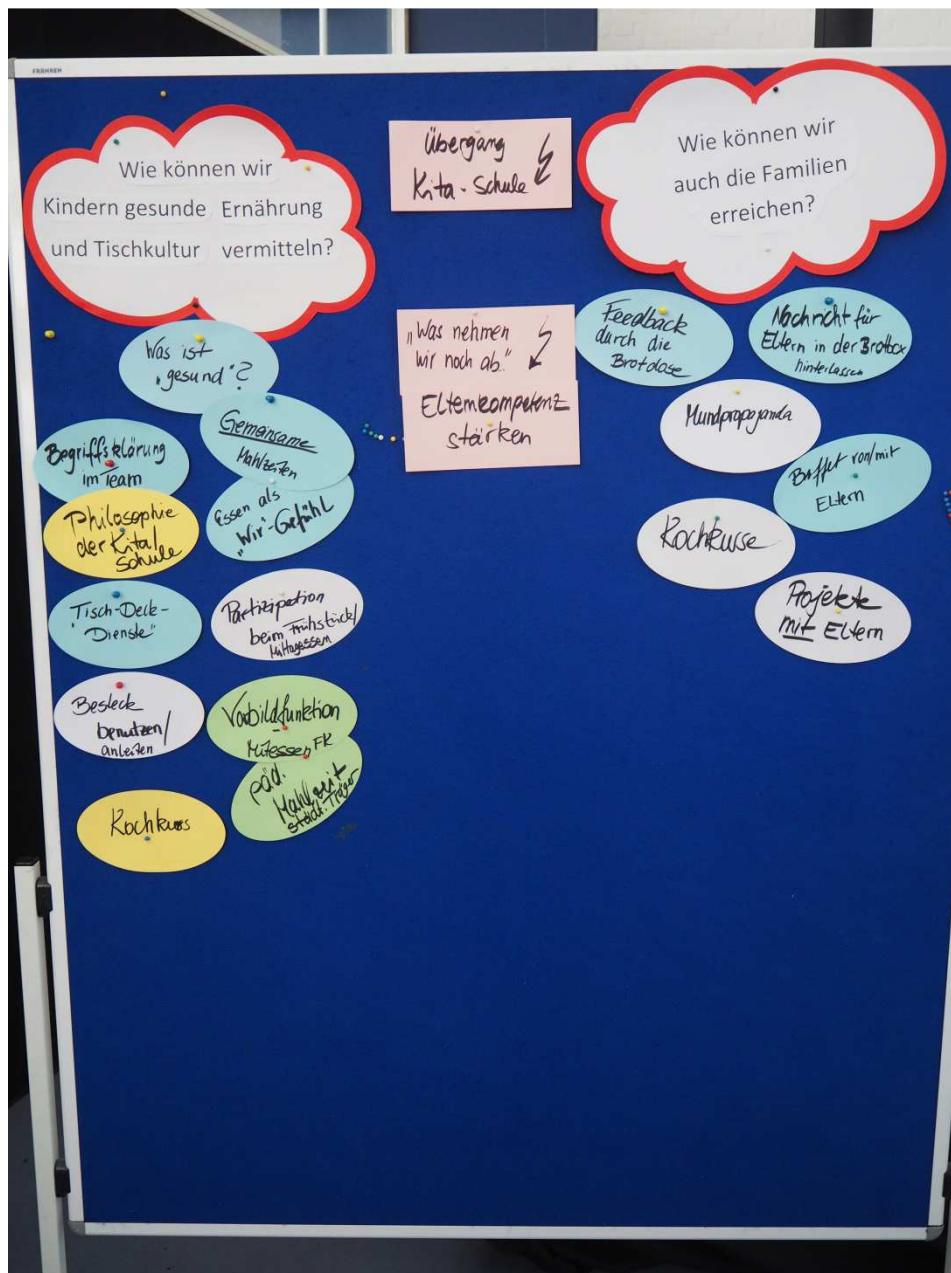 FRANKEN
Wie können wir
Kindern gesunde Ernährung
und Tischkultur vermitteln?
Übergang
Kita-Schule
Wie können wir
auch die Familien
erreichen?
Was ist
„gesund"?
Gemeinsame
Mahlzeiten
Begriffsklärung
im Team
Essen als
„Wir"-Gefühl
Philosophie
der Kita/
Schule
Tisch-Deck-
"Dienste"
Partizipation
beim Frühstück/
Mittagessen
Besteck
benutzen/
anleiten
Vorbildfunktion
-
Mitessen FK
päd.
Mahlzeit
städt. Träger
Kochkurs
„Was nehmen
wir noch ab."
Elternkompetenz
stärken
Feedback
durch die
Brotdose
Nachricht für
Eltern in der Brotbox
hinterlassen
Mundpropaganda
Buffet von/mit
Eltern
Kochkurse
Projekte
mit Eltern